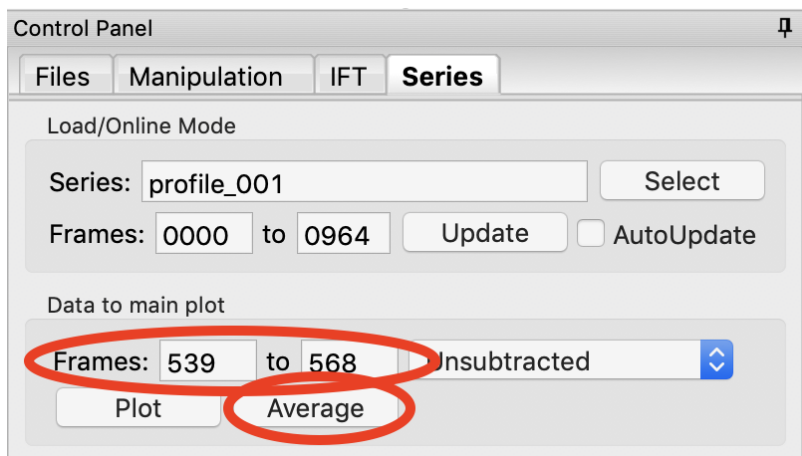 Control Panel
Files Manipulation IFT Series
Load/Online Mode
Series: profile_001 Select
Frames: 0000 to 0964 Update AutoUpdate
Data to main plot
Frames: 539 to 568 Unsubtracted
Plot Average